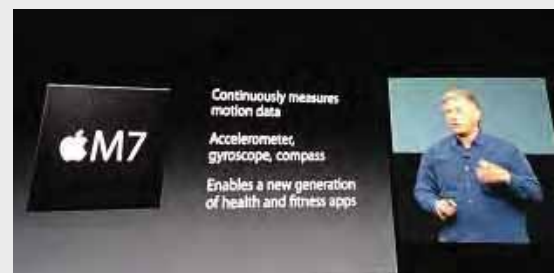 M7
Continuously measures
motion data
Accelerometer,
gyroscope, compass
Enables a new generation
of health and fitness apps